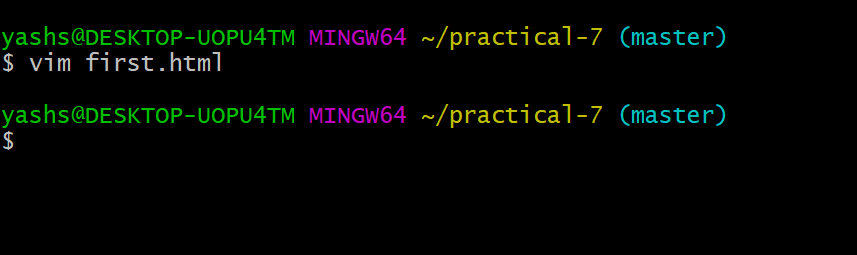 yashs@DESKTOP-UOPU4TM MINGW64 ~/practical-7 (master)
$ vim first.html
yashs@DESKTOP-UOPU4TM MINGW64 ~/practical-7 (master)
$